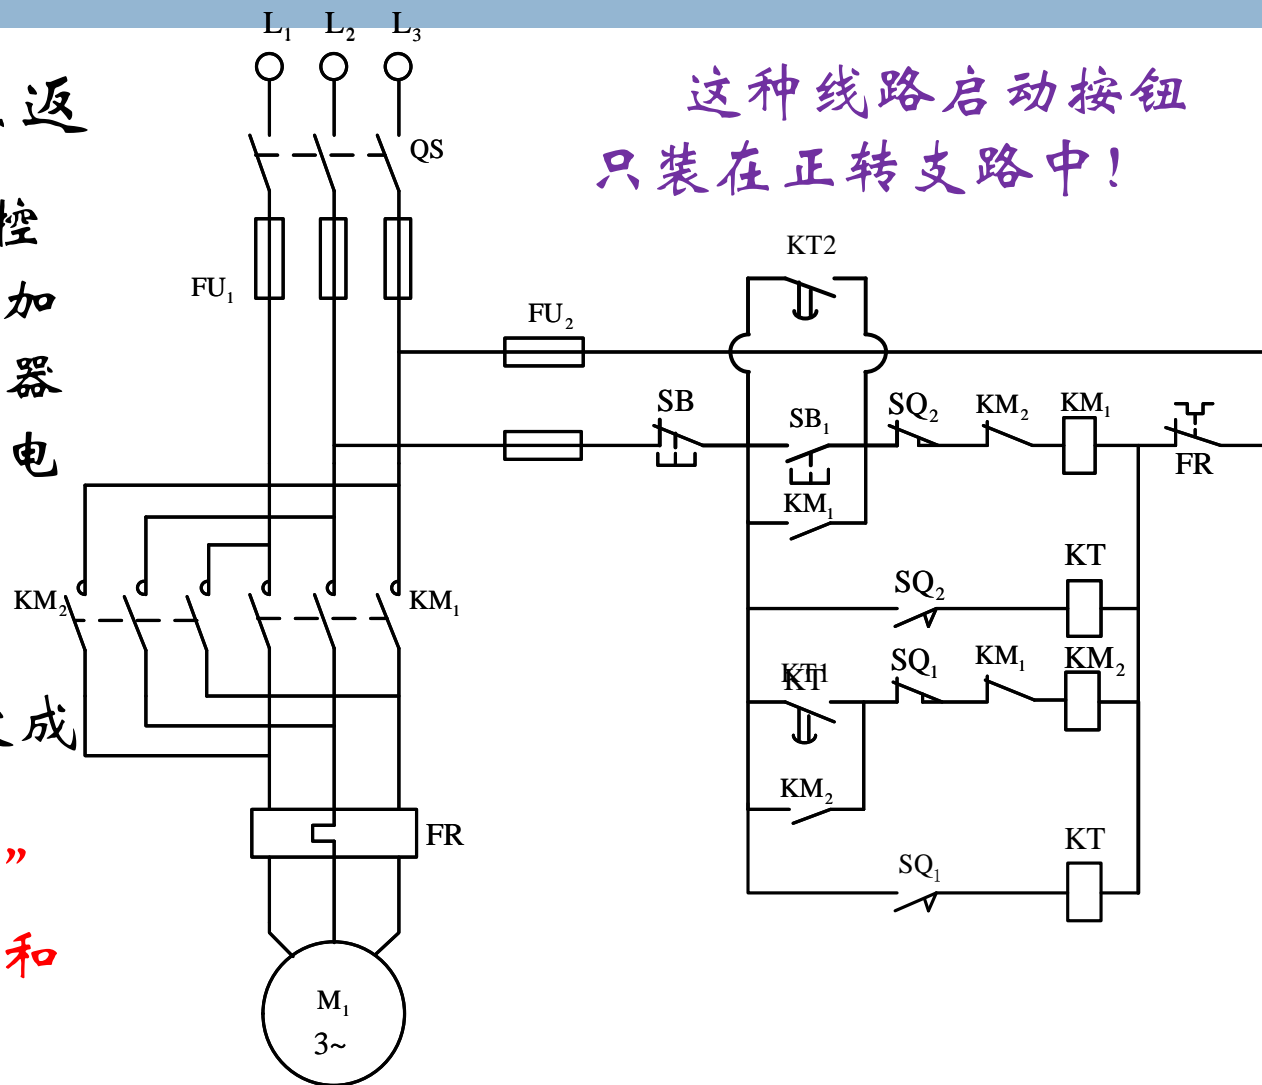 L₁ L₂ L₃
返
这种线路启动按钮
QS
只装在正转支路中!
控
KT2
FU₁
加
FU₂
器
SB
SB₁
SQ₂
KM₂
KM₁
电
FR
KM₁
KT
SQ₂
KM₂
KM₁
KT1
KT
SQ₁
KM₁
KM₂
成
KM₂
FR
KT
”
SQ₁
和
M₁
3~